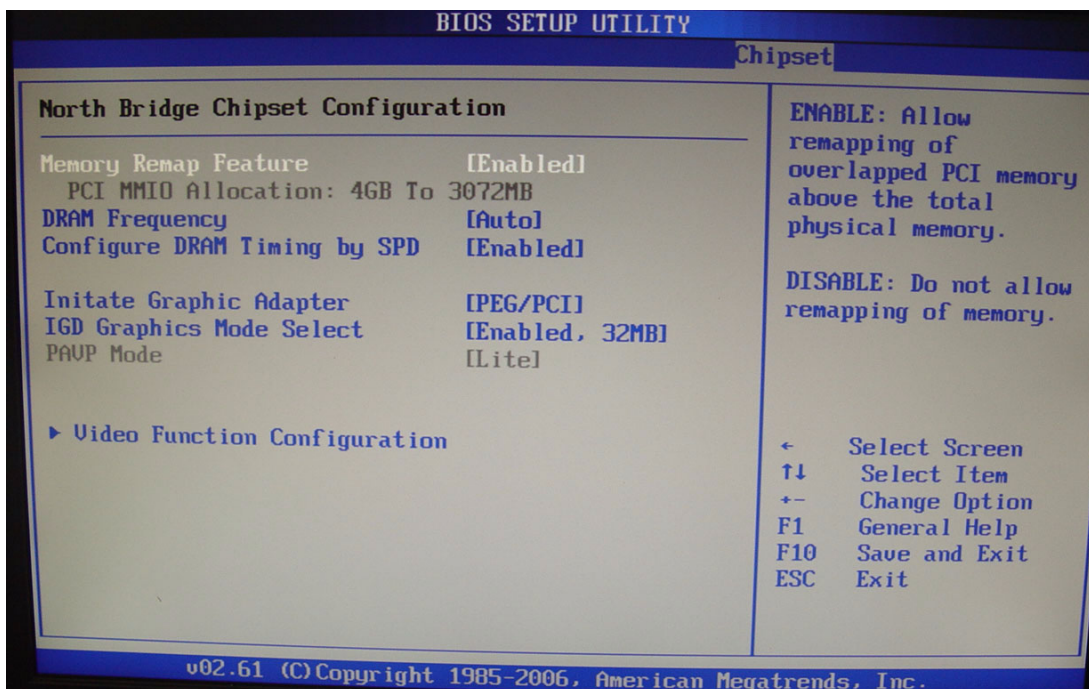 BIOS SETUP UTILITY
Chipset
North Bridge Chipset Configuration
Memory Remap Feature [Enabled]
PCI MMIO Allocation: 4GB To 3072MB
DRAM Frequency [Auto]
Configure DRAM Timing by SPD [Enabled]
Initate Graphic Adapter [PEG/PCI]
IGD Graphics Mode Select [Enabled, 32MB]
PAVP Mode [Lite]
▶ Video Function Configuration
ENABLE: Allow
remapping of
overlapped PCI memory
above the total
physical memory.
DISABLE: Do not allow
remapping of memory.
← Select Screen
↑↓ Select Item
+- Change Option
F1 General Help
F10 Save and Exit
ESC Exit
v02.61 (C)Copyright 1985-2006, American Megatrends, Inc.